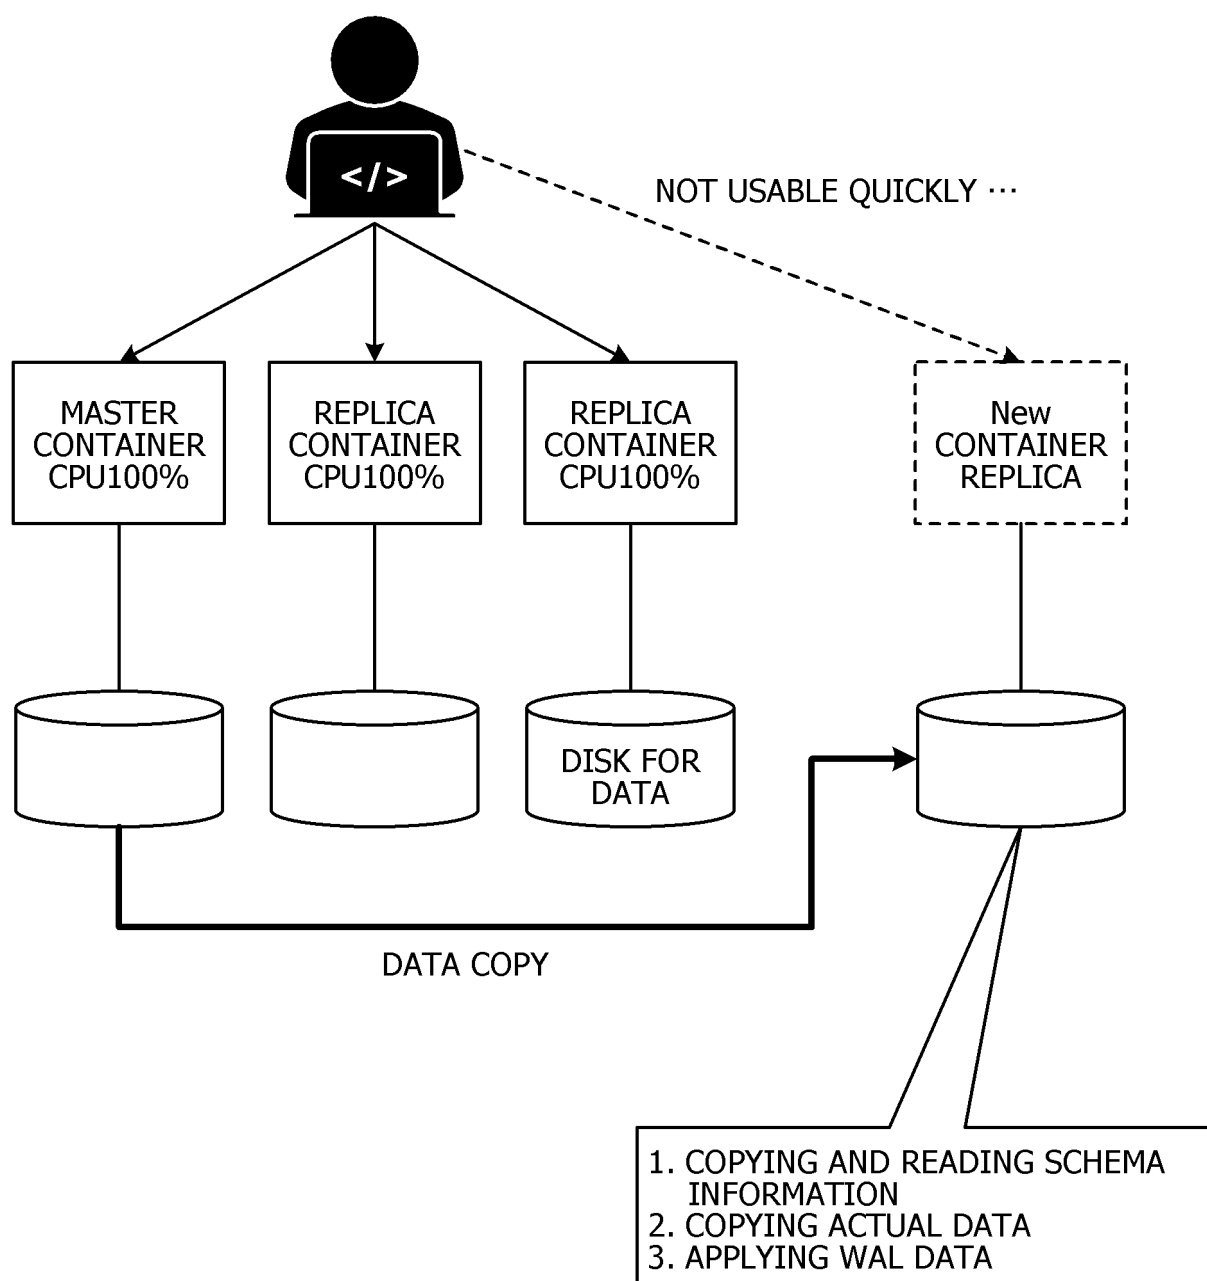 </>
NOT USABLE QUICKLY ···
MASTER
CONTAINER
CPU100%
REPLICA
CONTAINER
CPU100%
REPLICA
CONTAINER
CPU100%
New
CONTAINER
REPLICA
DISK FOR
DATA
DATA COPY
1. COPYING AND READING SCHEMA
INFORMATION
2. COPYING ACTUAL DATA
3. APPLYING WAL DATA